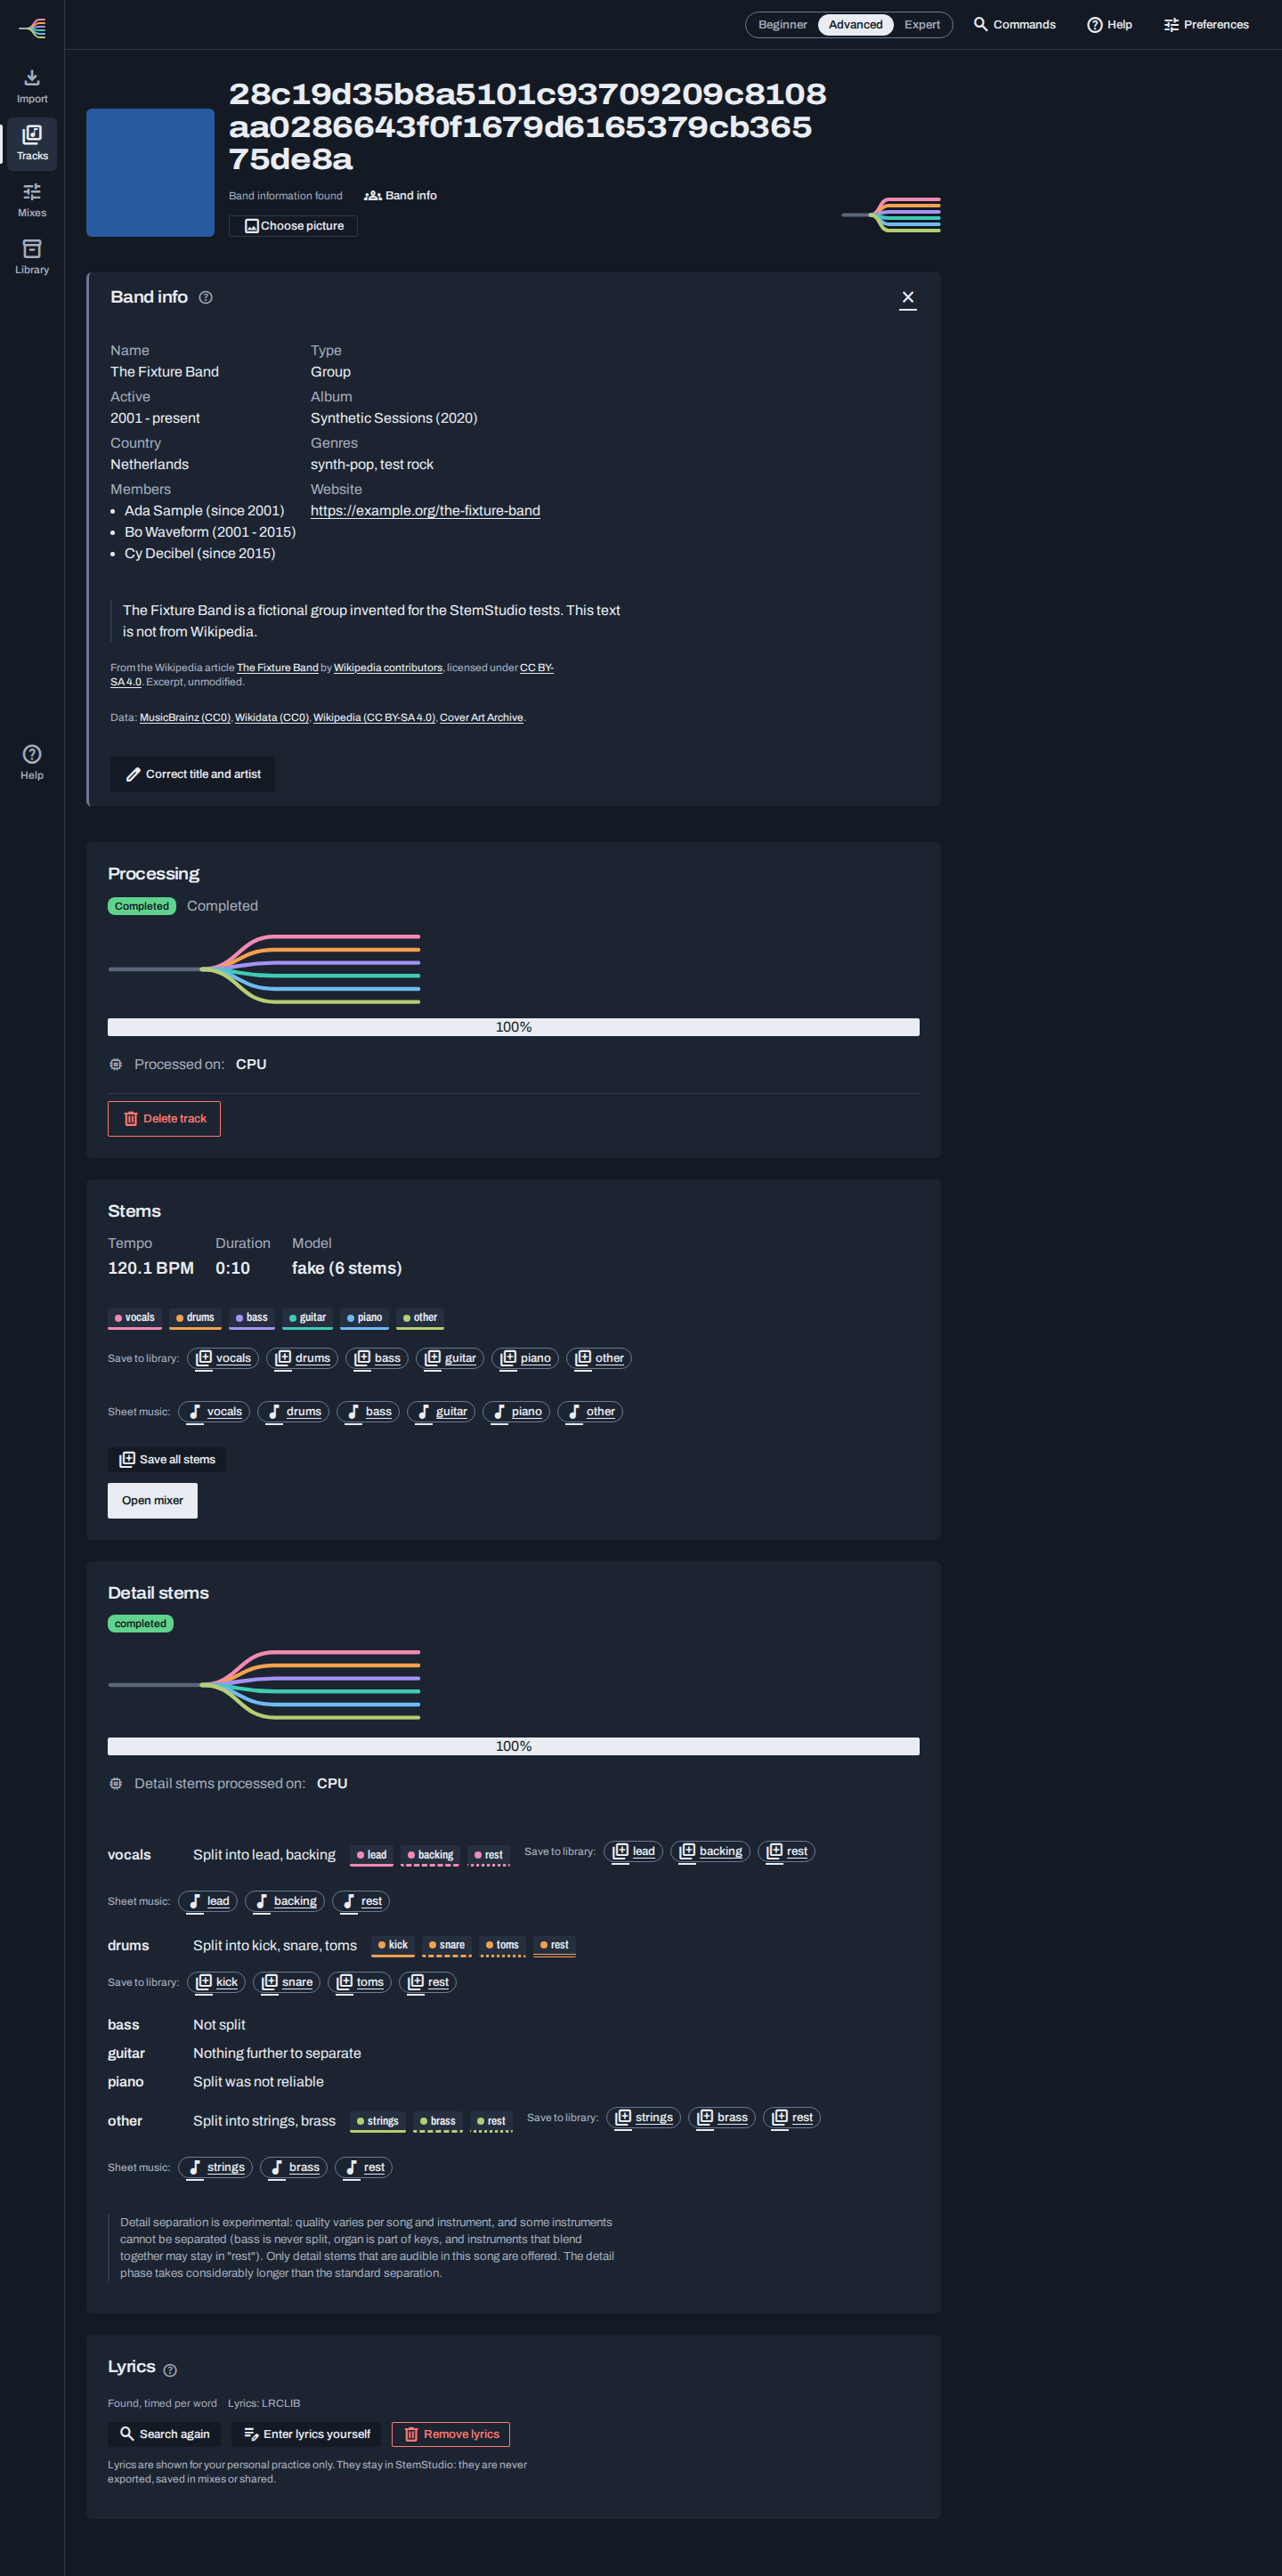 Beginner Advanced Expert Commands Help Preferences
Import
Tracks
Mixes
Library
Help
28c19d35b8a5101c93709209c8108
aa0286643f0f1679d6165379cb365
75de8a
Band information found Band info
Choose picture
Band info
Name Type
The Fixture Band Group
Active Album
2001 - present Synthetic Sessions (2020)
Country Genres
Netherlands synth-pop, test rock
Members Website
Ada Sample (since 2001) https://example.org/the-fixture-band
Bo Waveform (2001 - 2015)
Cy Decibel (since 2015)
The Fixture Band is a fictional group invented for the StemStudio tests. This text
is not from Wikipedia.
From the Wikipedia article The Fixture Band by Wikipedia contributors, licensed under CC BY-
SA 4.0. Excerpt, unmodified.
Data: MusicBrainz (CC0), Wikidata (CC0), Wikipedia (CC BY-SA 4.0), Cover Art Archive.
Correct title and artist
Processing
Completed Completed
100%
Processed on: CPU
Delete track
Stems
Tempo Duration Model
120.1 BPM 0:10 fake (6 stems)
vocals drums bass guitar piano other
Save to library: vocals drums bass guitar piano other
Sheet music: vocals drums bass guitar piano other
Save all stems
Open mixer
Detail stems
completed
100%
Detail stems processed on: CPU
vocals Split into lead, backing lead backing rest Save to library: lead backing rest
Sheet music: lead backing rest
drums Split into kick, snare, toms kick snare toms rest
Save to library: kick snare toms rest
bass Not split
guitar Nothing further to separate
piano Split was not reliable
other Split into strings, brass strings brass rest Save to library: strings brass rest
Sheet music: strings brass rest
Detail separation is experimental: quality varies per song and instrument, and some instruments
cannot be separated (bass is never split, organ is part of keys, and instruments that blend
together may stay in "rest"). Only detail stems that are audible in this song are offered. The detail
phase takes considerably longer than the standard separation.
Lyrics
Found, timed per word Lyrics: LRCLIB
Search again Enter lyrics yourself Remove lyrics
Lyrics are shown for your personal practice only. They stay in StemStudio: they are never
exported, saved in mixes or shared.